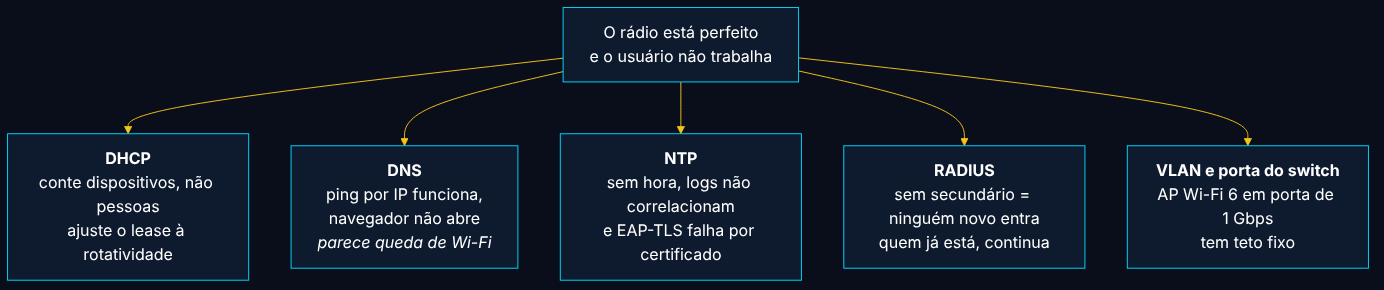 O rádio está perfeito
e o usuário não trabalha
DHCP
conte dispositivos, não
pessoas
ajuste o lease à
rotatividade
DNS
ping por IP funciona,
navegador não abre
parece queda de Wi-Fi
NTP
sem hora, logs não
correlacionam
e EAP-TLS falha por
certificado
RADIUS
sem secundário =
ninguém novo entra
quem já está, continua
VLAN e porta do switch
AP Wi-Fi 6 em porta de
1 Gbps
tem teto fixo